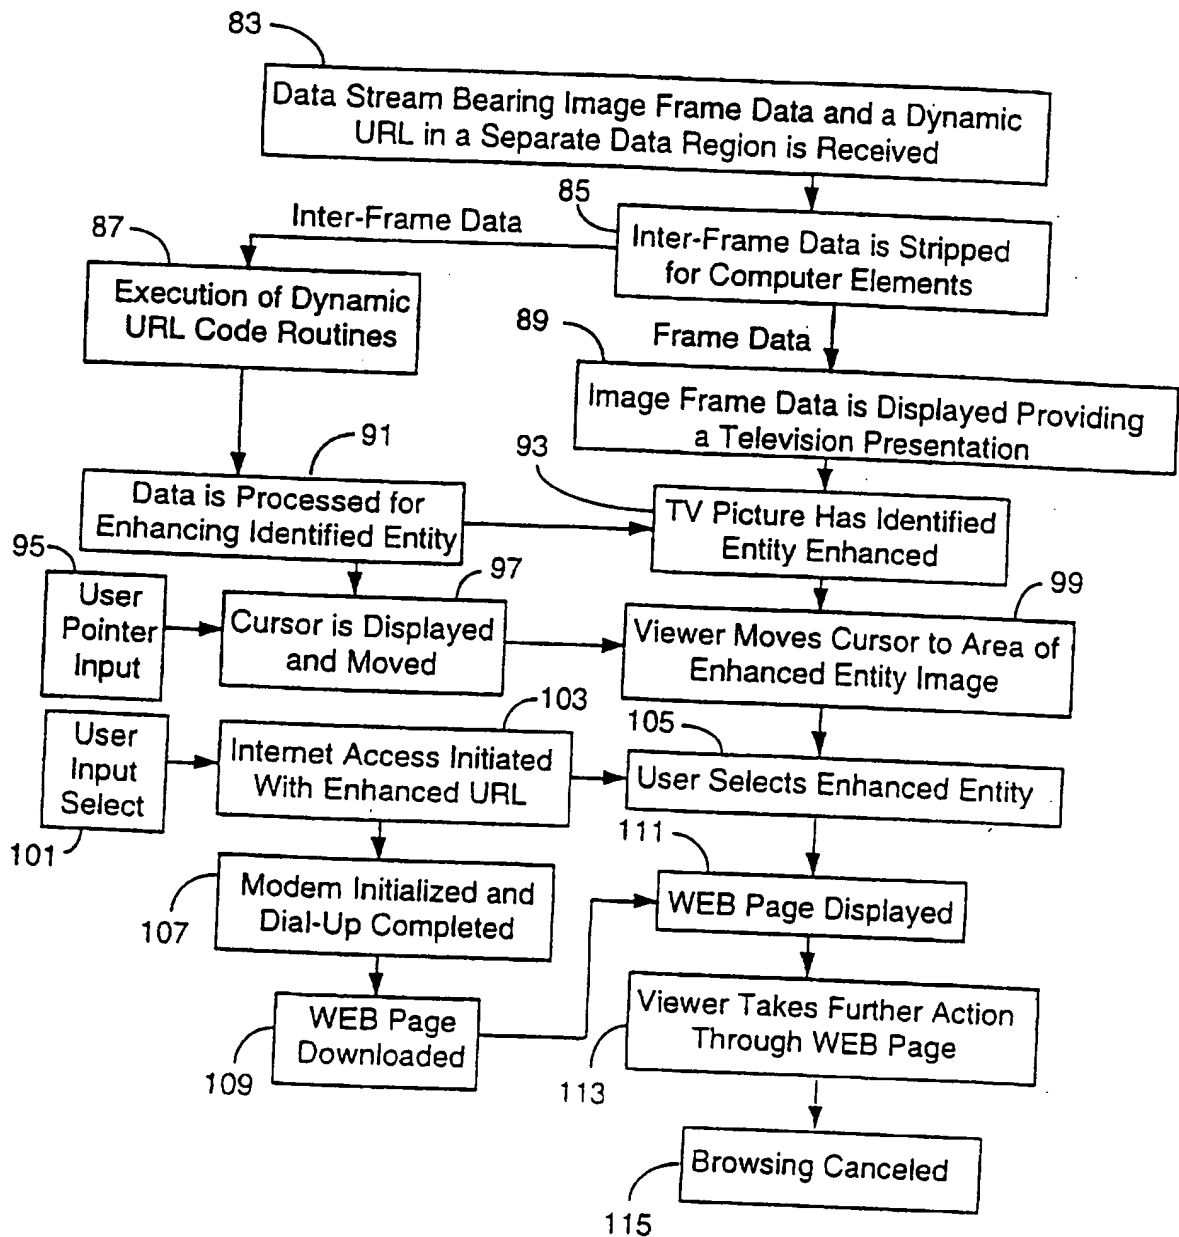 83
Data Stream Bearing Image Frame Data and a Dynamic
URL in a Separate Data Region is Received
85
Inter-Frame Data
87
Inter-Frame Data is Stripped
for Computer Elements
Execution of Dynamic
URL Code Routines
89
Frame Data
Image Frame Data is Displayed Providing
a Television Presentation
91
93
Data is Processed for
Enhancing Identified Entity
TV Picture Has Identified
Entity Enhanced
95
97
99
User
Pointer
Input
Cursor is Displayed
and Moved
Viewer Moves Cursor to Area of
Enhanced Entity Image
103
105
User
Input
Select
Internet Access Initiated
With Enhanced URL
User Selects Enhanced Entity
101
111
Modem Initialized and
Dial-Up Completed
107
WEB Page Displayed
WEB Page
Downloaded
109
Viewer Takes Further Action
Through WEB Page
113
Browsing Canceled
115